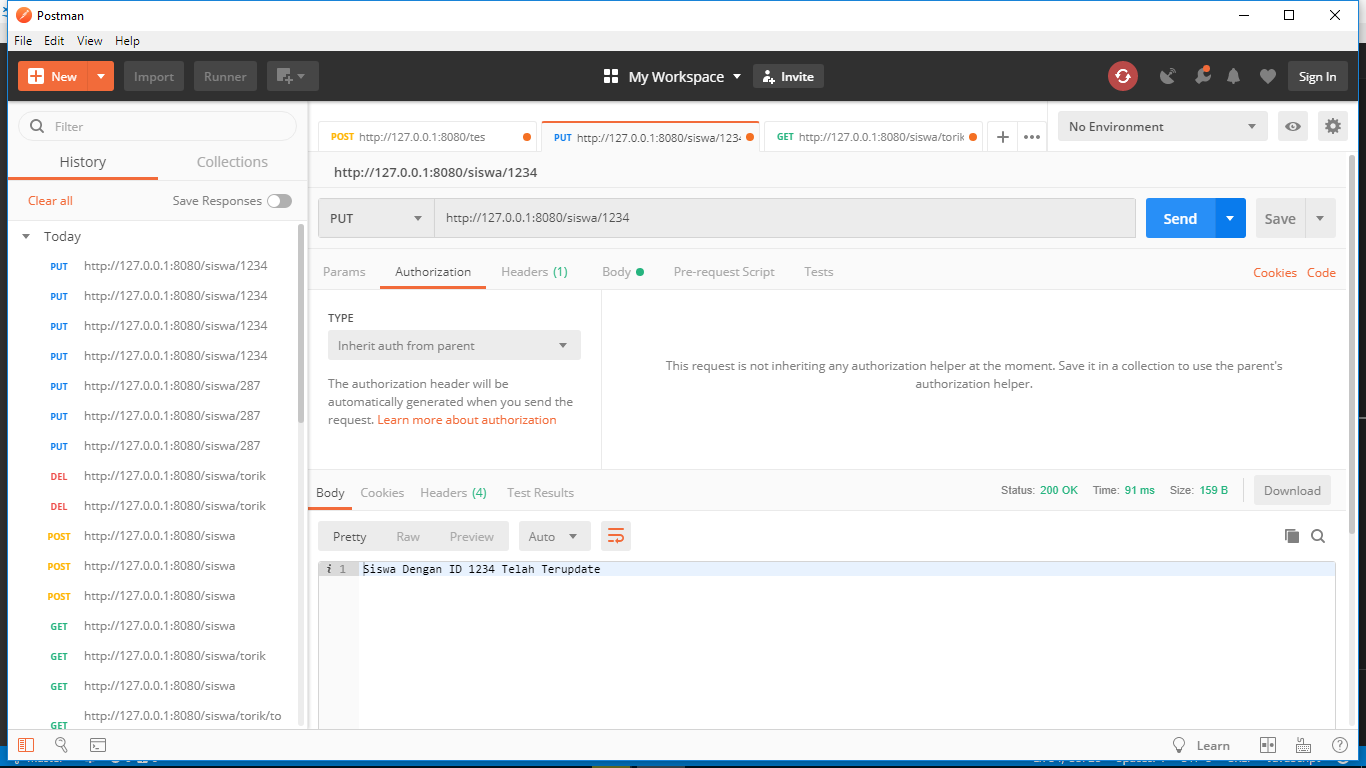 Postman
File Edit View Help
New Import Runner My Workspace Invite Sign In
Filter
History Collections
Clear all Save Responses
Today
PUT http://127.0.0.1:8080/siswa/1234
PUT http://127.0.0.1:8080/siswa/1234
PUT http://127.0.0.1:8080/siswa/1234
PUT http://127.0.0.1:8080/siswa/1234
PUT http://127.0.0.1:8080/siswa/287
PUT http://127.0.0.1:8080/siswa/287
PUT http://127.0.0.1:8080/siswa/287
DEL http://127.0.0.1:8080/siswa/torik
DEL http://127.0.0.1:8080/siswa/torik
POST http://127.0.0.1:8080/siswa
POST http://127.0.0.1:8080/siswa
POST http://127.0.0.1:8080/siswa
GET http://127.0.0.1:8080/siswa
GET http://127.0.0.1:8080/siswa/torik
GET http://127.0.0.1:8080/siswa
GET http://127.0.0.1:8080/siswa/torik/to
POST http://127.0.0.1:8080/tes PUT http://127.0.0.1:8080/siswa/1234 GET http://127.0.0.1:8080/siswa/torik + •••
No Environment
http://127.0.0.1:8080/siswa/1234
PUT http://127.0.0.1:8080/siswa/1234 Send Save
Params Authorization Headers (1) Body Pre-request Script Tests Cookies Code
TYPE
Inherit auth from parent
The authorization header will be
automatically generated when you send the
request. Learn more about authorization
This request is not inheriting any authorization helper at the moment. Save it in a collection to use the parent's
authorization helper.
Body Cookies Headers (4) Test Results Status: 200 OK Time: 91 ms Size: 159 B Download
Pretty Raw Preview Auto
i 1 Siswa Dengan ID 1234 Telah Terupdate
Learn